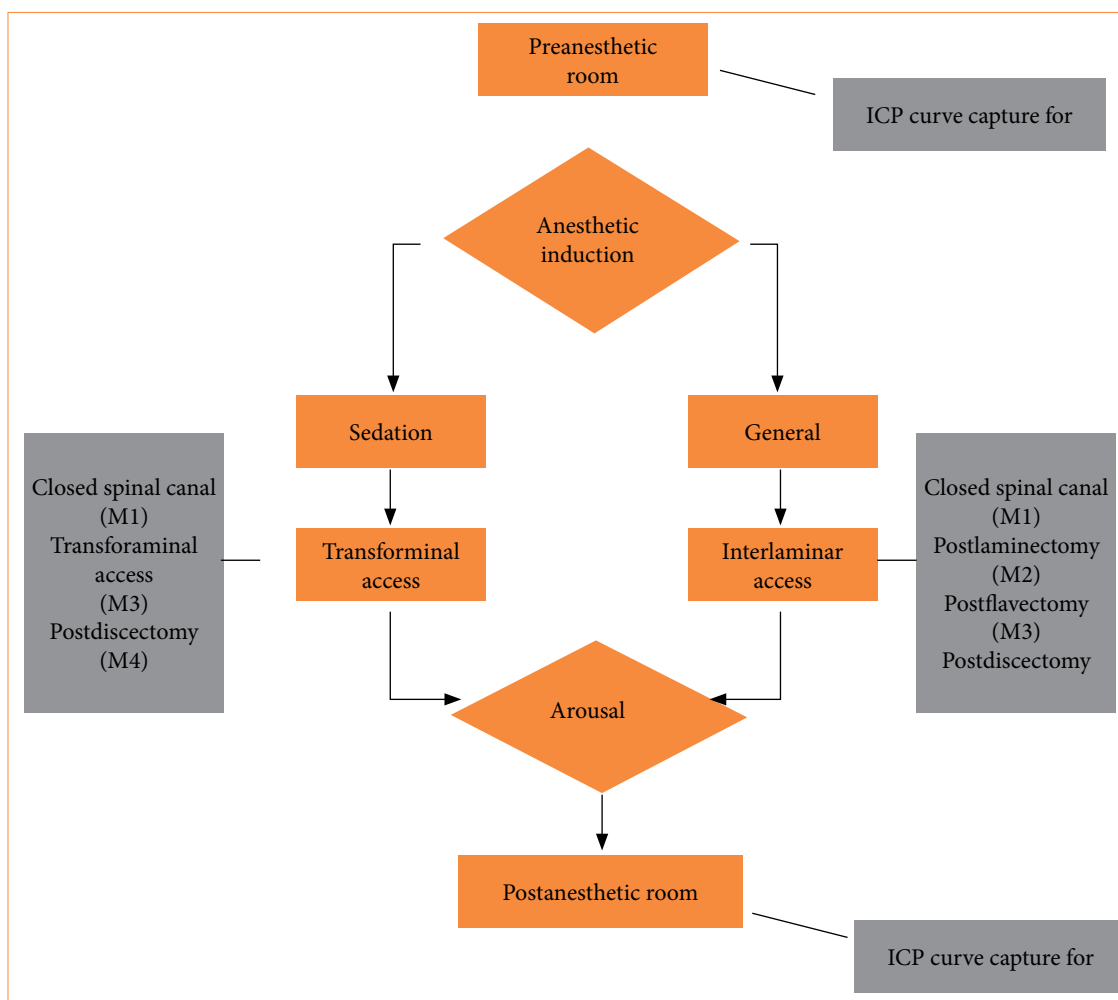 Preanesthetic
room
ICP curve capture for
Anesthetic
induction
Sedation
General
Closed spinal canal
(M1)
Transforaminal
access
(M3)
Postdiscectomy
(M4)
Transforminal
access
Interlaminar
access
Closed spinal canal
(M1)
Postlaminectomy
(M2)
Postflavectomy
(M3)
Postdiscectomy
Arousal
Postanesthetic room
ICP curve capture for